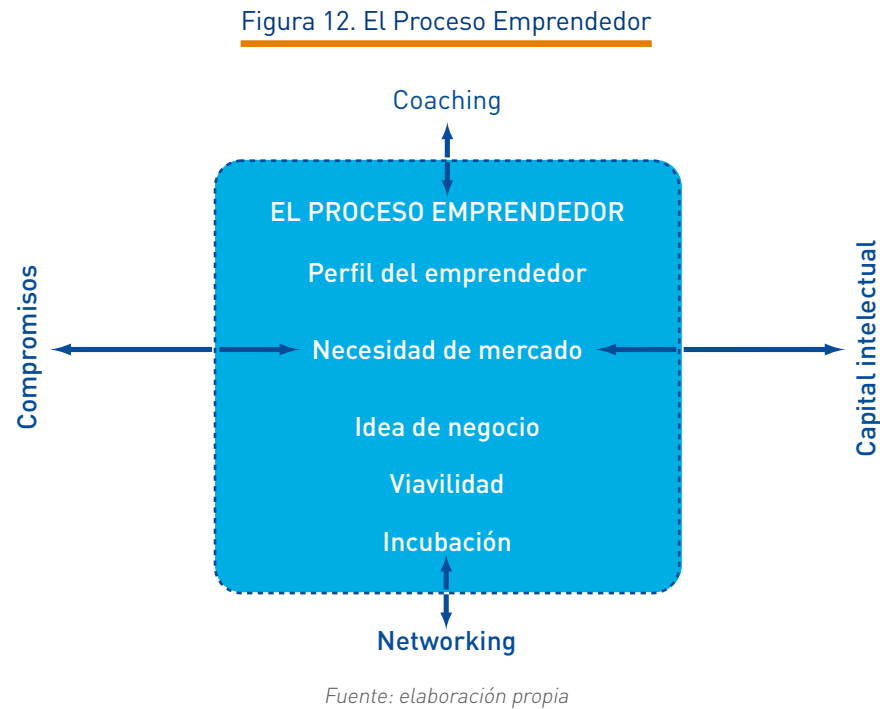 Figura 12. El Proceso Emprendedor
Coaching
EL PROCESO EMPRENDEDOR
Perfil del emprendedor
Compromisos
Necesidad de mercado
Capital intelectual
Idea de negocio
Viavilidad
Incubación
Networking
Fuente: elaboración propia